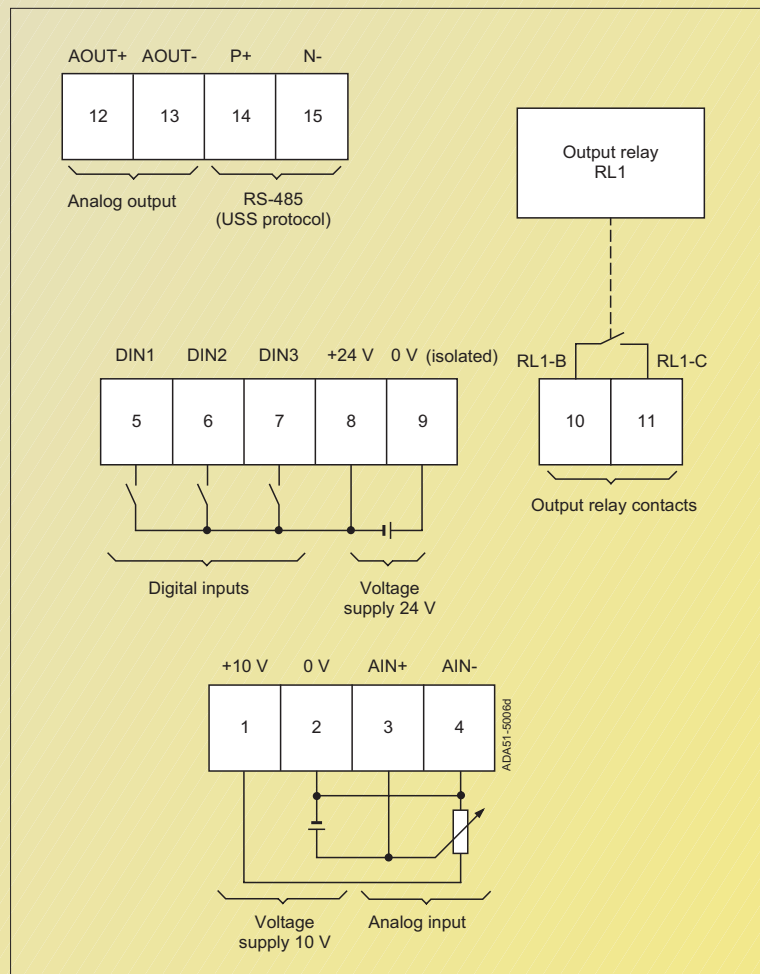 AOUT+ AOUT- P+ N-
12 13 14 15
Analog output
RS-485
(USS protocol)
Output relay
RL1
DIN1 DIN2 DIN3 +24 V 0 V (isolated)
5 6 7 8 9
Digital inputs
Voltage
supply 24 V
RL1-B RL1-C
10 11
Output relay contacts
+10 V 0 V AIN+ AIN-
1 2 3 4
ADA51-5006d
Voltage
supply 10 V
Analog input